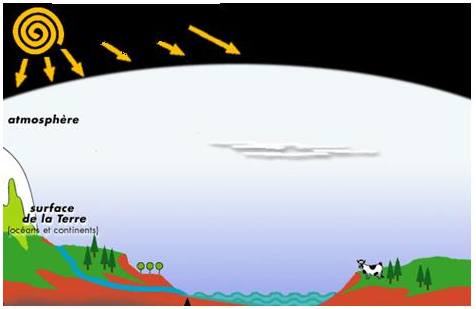 atmosphère
surface
de la Terre
(océans et continents)